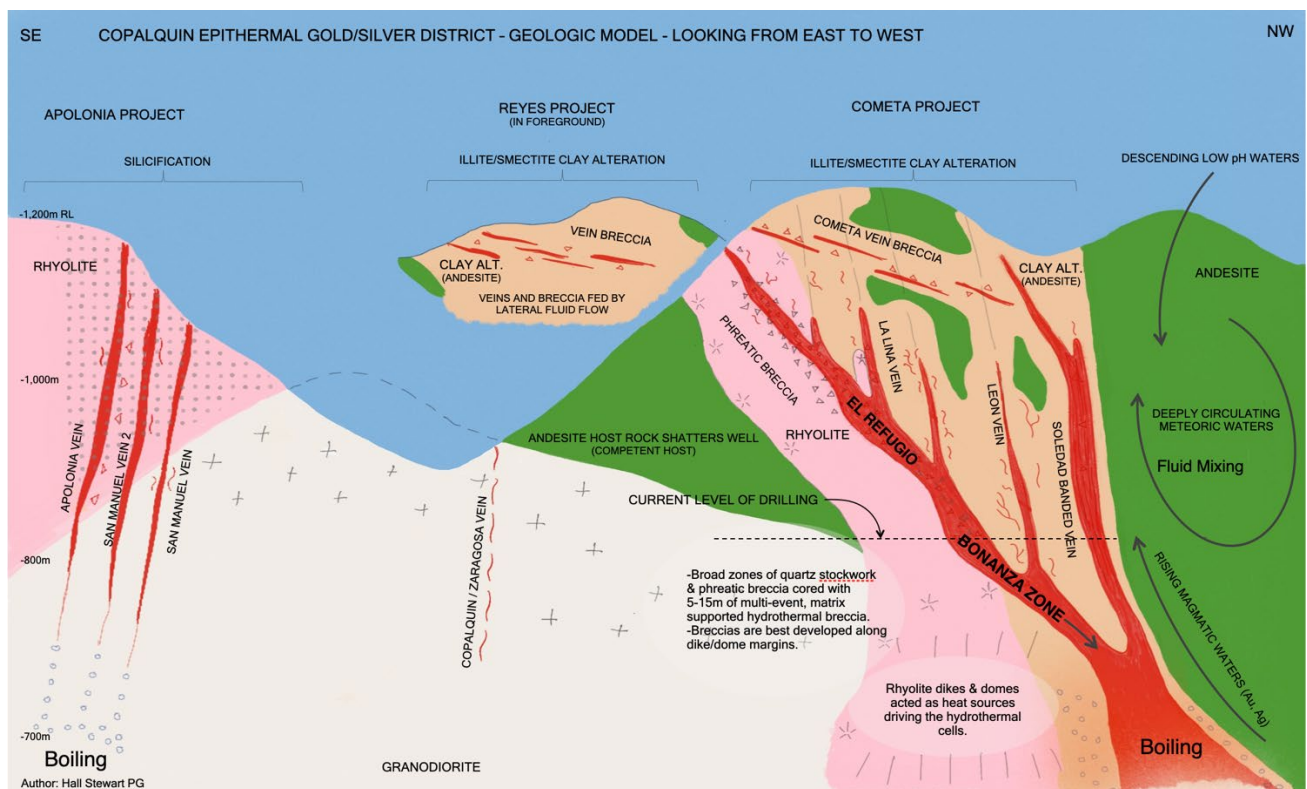 SE
COPALQUIN EPITHERMAL GOLD/SILVER DISTRICT - GEOLOGIC MODEL - LOOKING FROM EAST TO WEST
NW
APOLONIA PROJECT
REYES PROJECT
(IN FOREGROUND)
COMETA PROJECT
SILICIFICATION
ILLITE/SMECTITE CLAY ALTERATION
ILLITE/SMECTITE CLAY ALTERATION
DESCENDING LOW pH WATERS
-1,200m RL
RHYOLITE
VEIN BRECCIA
CLAY ALT.
(ANDESITE)
VEINS AND BRECCIA FED BY
LATERAL FLUID FLOW
COMETA VEIN BRECCIA
CLAY ALT.
(ANDESITE)
ANDESITE
-1,000m
PHREATIC BRECCIA
LA LINA VEIN
EL REFUGIO
RHYOLITE
LEON VEIN
SOLEDAD BANDED VEIN
DEEPLY CIRCULATING
METEORIC WATERS
Fluid Mixing
APOLONIA VEIN
SAN MANUEL VEIN 2
SAN MANUEL VEIN
ANDESITE HOST ROCK SHATTERS WELL
(COMPETENT HOST)
COPALQUIN / ZARAGOSA VEIN
CURRENT LEVEL OF DRILLING
-800m
BONANZA ZONE
RISING MAGMATIC WATERS (Au, Ag)
-Broad zones of quartz stockwork
& phreatic breccia cored with
5-15m of multi-event, matrix
supported hydrothermal breccia.
-Breccias are best developed along
dike/dome margins.
Rhyolite dikes & domes
acted as heat sources
driving the hydrothermal
cells.
-700m
Boiling
GRANODIORITE
Boiling
Author: Hall Stewart PG